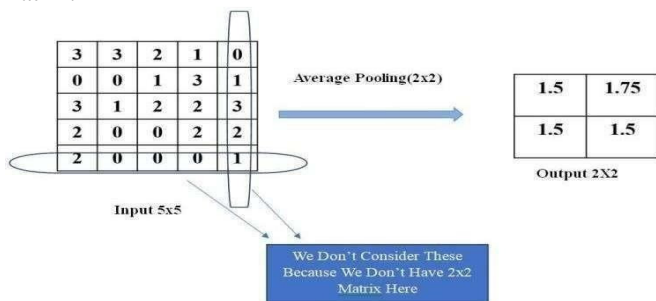 3 3 2 1 0
0 0 1 3 1
3 1 2 2 3
2 0 0 2 2
2 0 0 0 1
Input 5x5
Average Pooling(2x2)
1.5 1.75
1.5 1.5
Output 2X2
We Don't Consider These
Because We Don't Have 2x2
Matrix Here